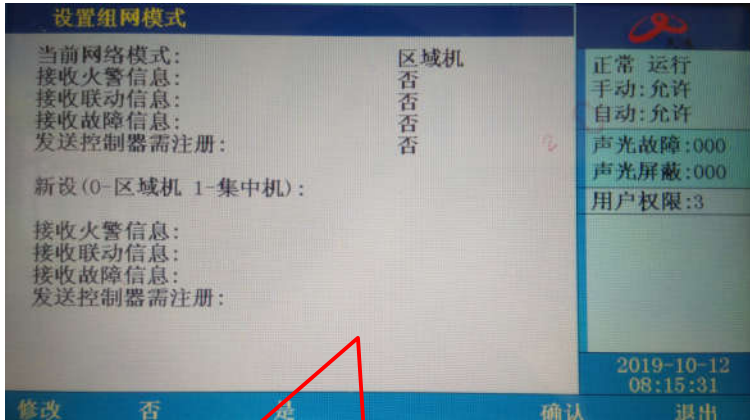 设置组网模式
当前网络模式: 区域机
接收火警信息: 否
接收联动信息: 否
接收故障信息: 否
发送控制器需注册: 否
新设(0-区域机 1-集中机):
接收火警信息:
接收联动信息:
接收故障信息:
发送控制器需注册:
正常 运行
手动:允许
自动:允许
声光故障:000
声光屏蔽:000
用户权限:3
2019-10-12
08:15:31
修改 否 是 确认 退出